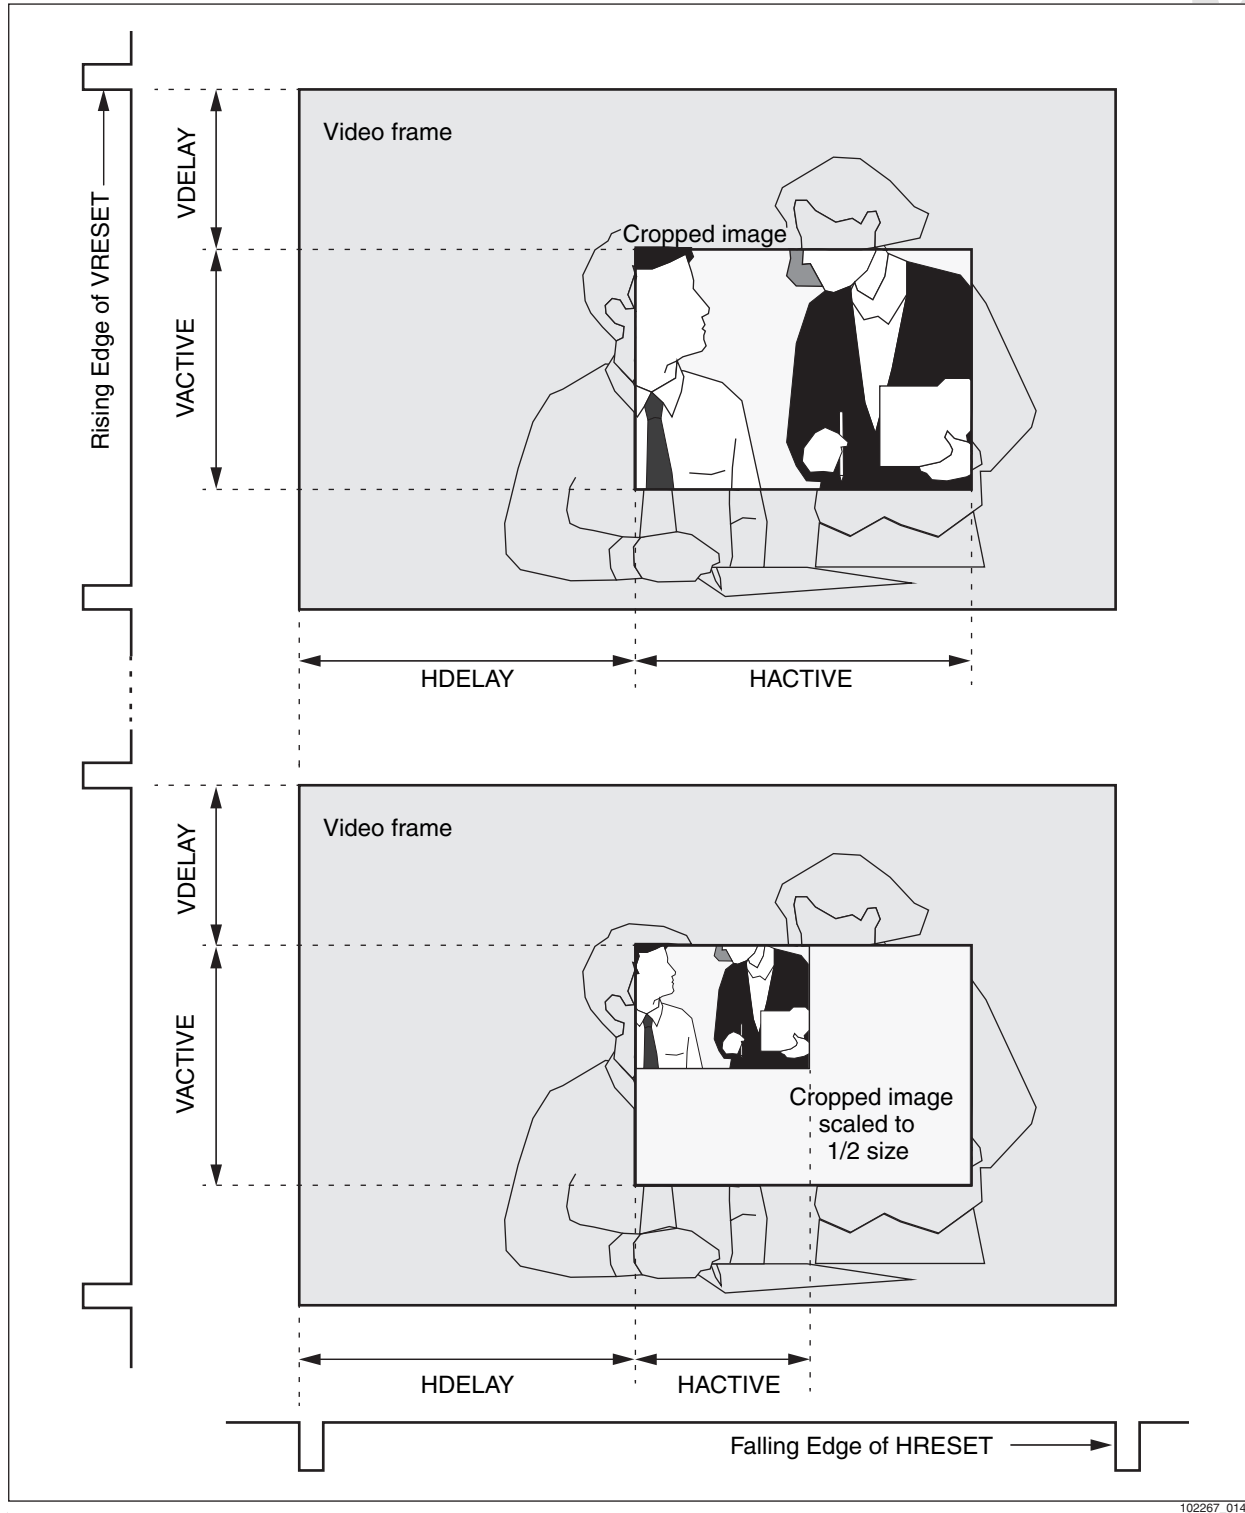 Video frame
VDELAY
Cropped image
Rising Edge of VRESET
VACTIVE
HDELAY
HACTIVE
Video frame
VDELAY
VACTIVE
Cropped image
scaled to
1/2 size
HDELAY
HACTIVE
Falling Edge of HRESET
102267_014